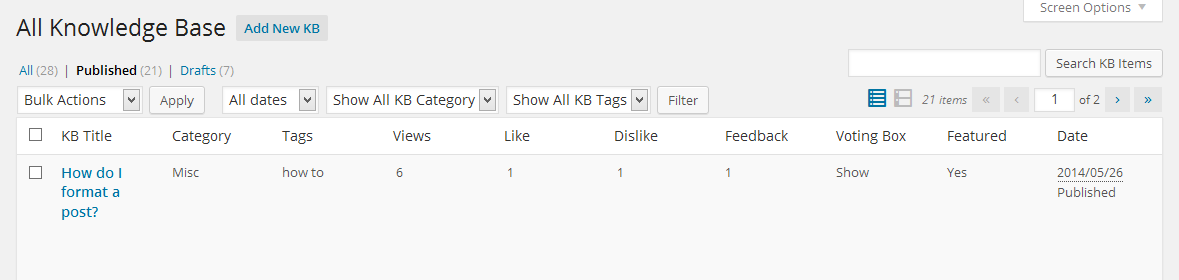 Screen Options
All Knowledge Base Add New KB
All (28) | Published (21) | Drafts (7)
Search KB Items
Bulk Actions Apply All dates Show All KB Category Show All KB Tags Filter 21 items « ‹ 1 of 2 › »
KB Title Category Tags Views Like Dislike Feedback Voting Box Featured Date
How do I Misc how to 6 1 1 1 Show Yes 2014/05/26
format a Published
post?